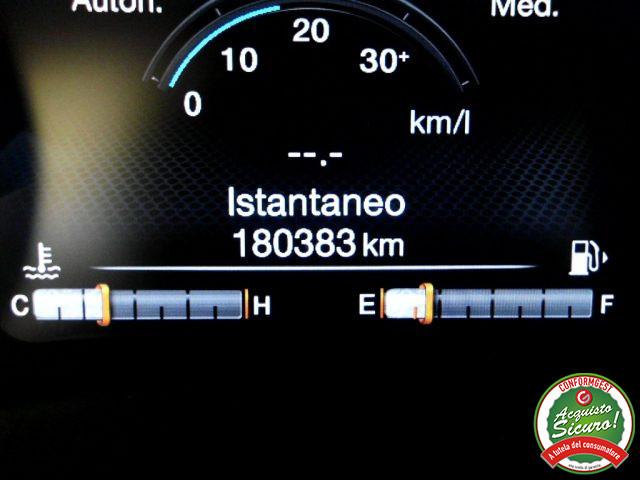 Auton. Med.
0 10 20 30+
km/l
--.-
Istantaneo
180383 km
C H E F
CONFORMGEST
Acquisto
Sicuro!
A tutela del consumatore